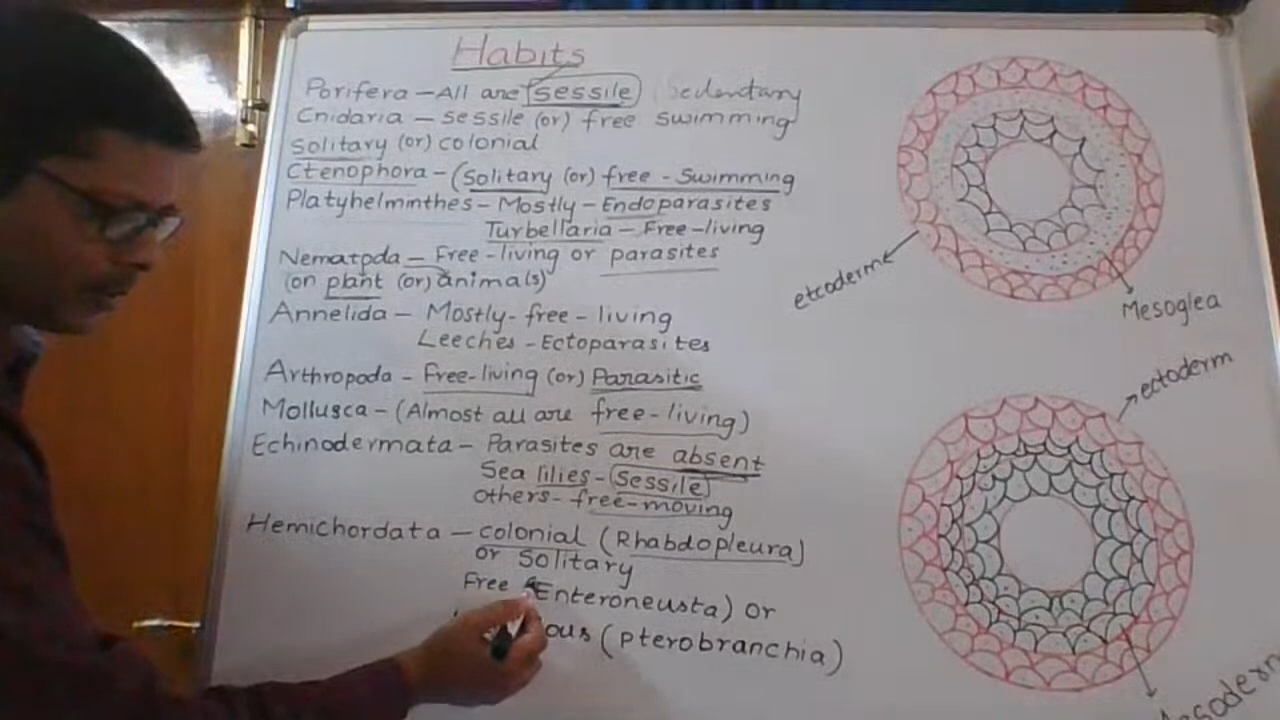 Habits
Porifera - All are sessile Sedentary
Cnidaria - Sessile (or) free swimming
Solitary (or) colonial
Ctenophora - (Solitary (or) free - Swimming
Platyhelminthes - Mostly - Endoparasites
Turbellaria - Free-living
Nematoda - Free-living or parasites
(on plant (or) animals)
Annelida - Mostly-free-living
Leeches - Ectoparasites
Arthropoda - Free-living (or) Parasitic
Mollusca - (Almost all are free-living)
Echinodermata - Parasites are absent
Sea lilies - Sessile
Others - free-moving
Hemichordata - colonial (Rhabdopleura)
or Solitary
Free (Enteroneusta) or
ous (Pterobranchia)
ectoderm
Mesoglea
ectoderm